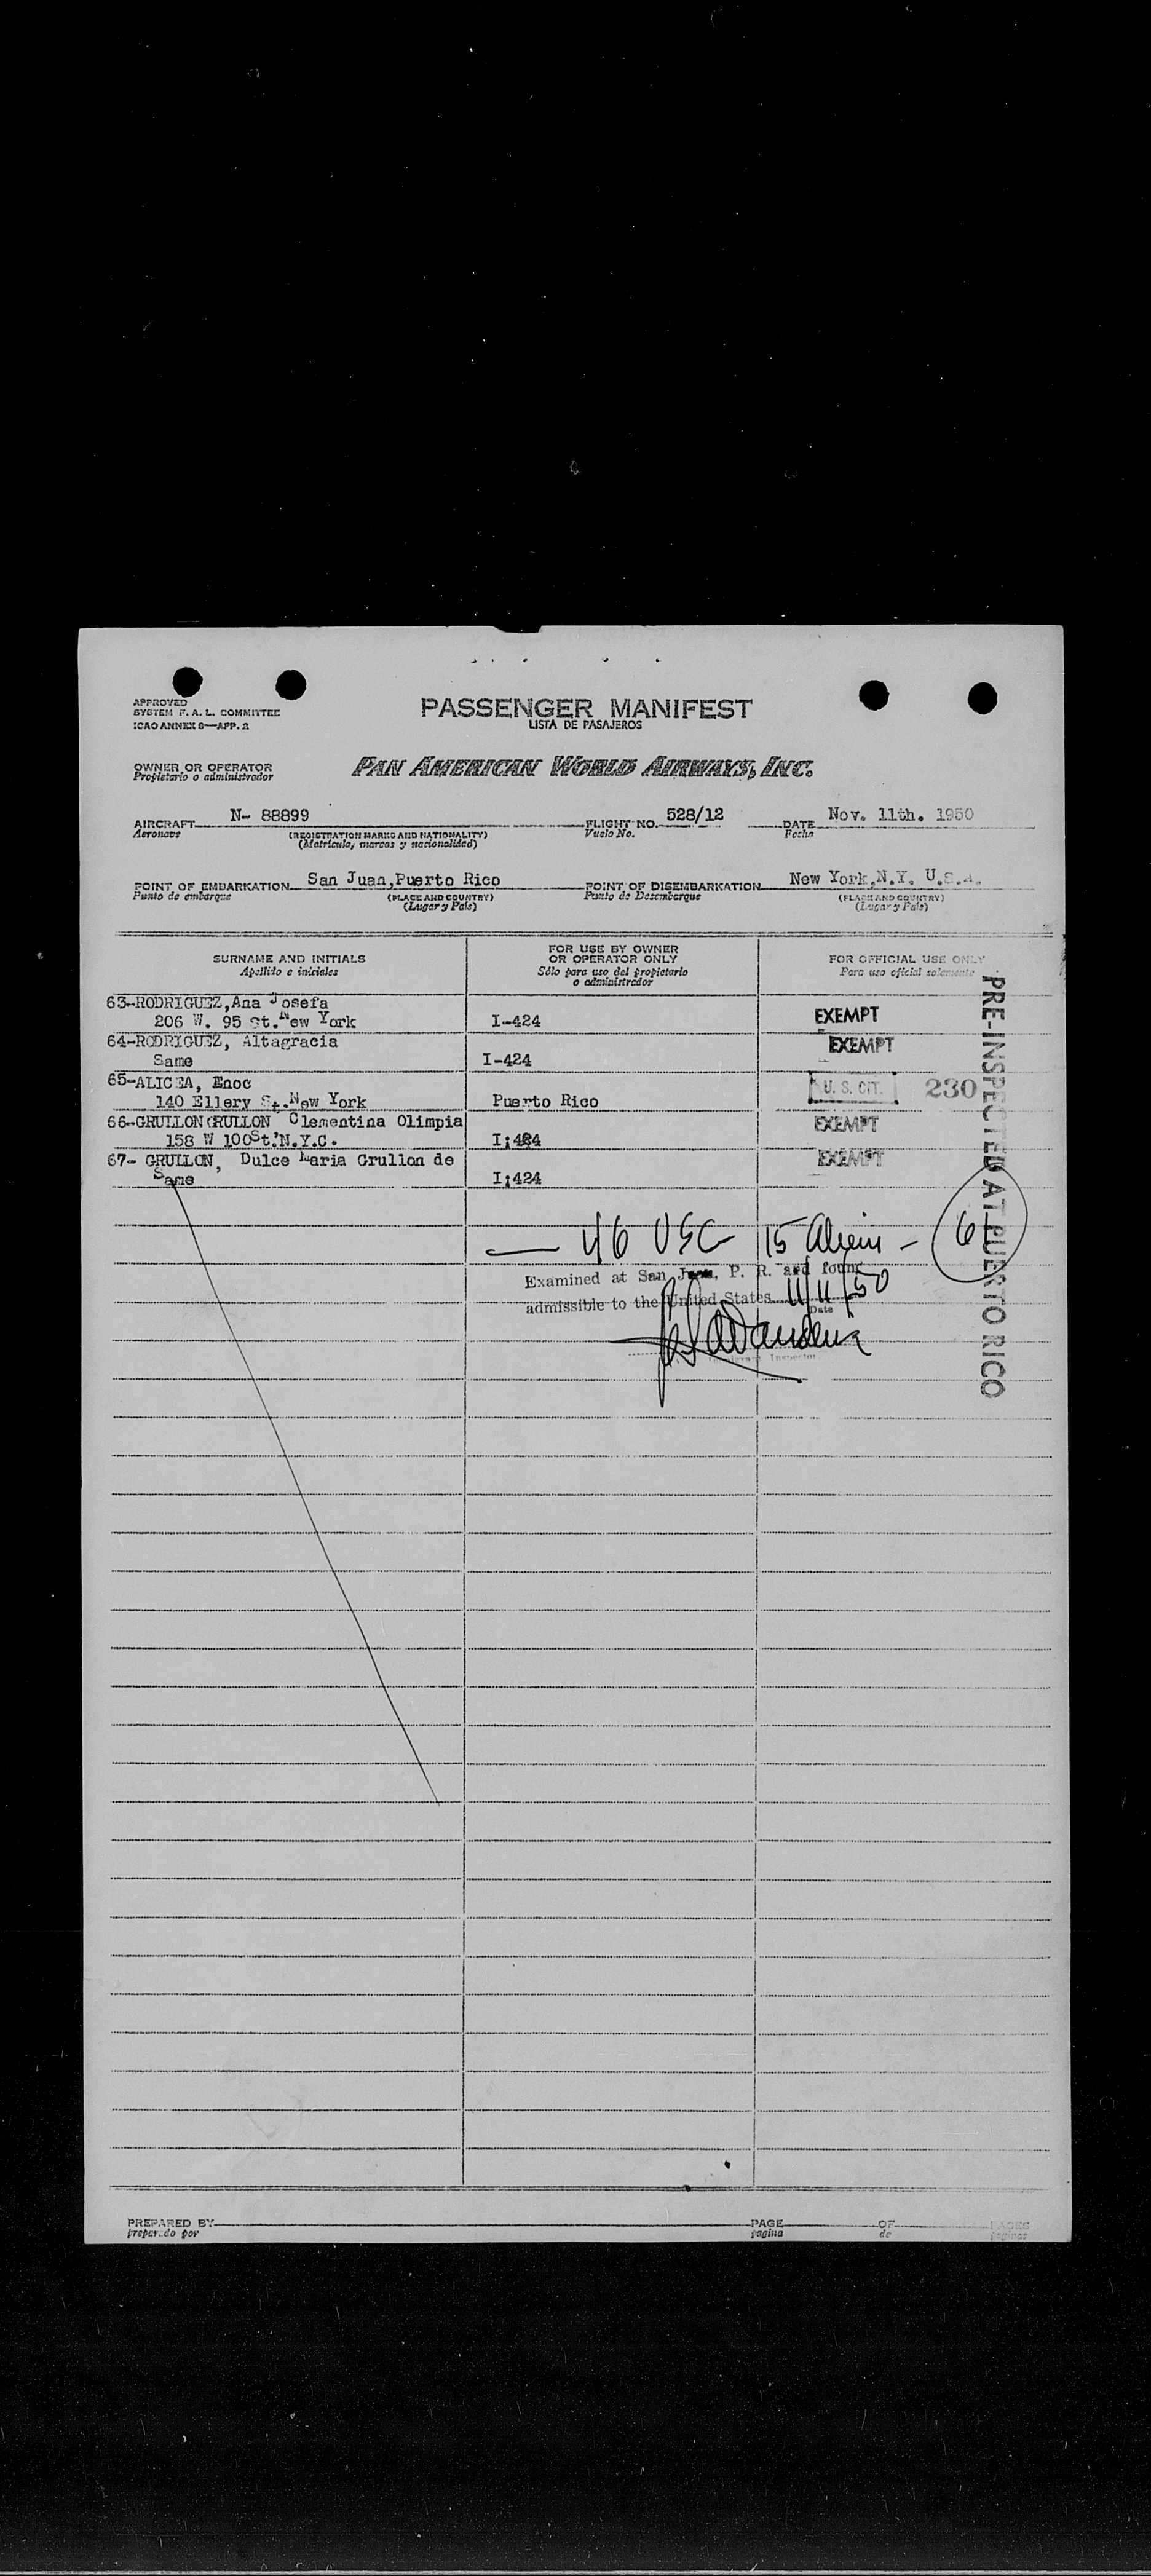 APPROVED
SYSTEM F. A. L. COMMITTEE
ICAO ANNEX 9—APP. 2
PASSENGER MANIFEST
LISTA DE PASAJEROS
OWNER OR OPERATOR
Propietario o administrador
PAN AMERICAN WORLD AIRWAYS, INC.
AIRCRAFT N- 88899 FLIGHT NO. 528/12 DATE Nov. 11th. 1950
Aeronave (REGISTRATION MARKS AND NATIONALITY) Vuelo No. Fecha
(Matrícula, marcas y nacionalidad)
POINT OF EMBARKATION San Juan,Puerto Rico POINT OF DISEMBARKATION New York,N.Y. U.S.A.
Punto de embarque (PLACE AND COUNTRY) Punto de Desembarque (PLACE AND COUNTRY)
(Lugar y País) (Lugar y País)
SURNAME AND INITIALS
Apellido e iniciales
FOR USE BY OWNER
OR OPERATOR ONLY
Sólo para uso del propietario
o administrador
FOR OFFICIAL USE ONLY
Para uso oficial solamente
63-RODRIGUEZ,Ana Josefa
206 W. 95 St.New York I-424 EXEMPT
64-RODRIGUEZ, Altagracia EXEMPT
Same I-424
65-ALICEA, Enoc U. S. CIT. 230
140 Ellery St.New York Puerto Rico
66-GRULLON GRULLON Clementina Olimpia EXEMPT
158 W 100St.'N.Y.C. I;424
67- GRULLON, Dulce Maria Grullon de EXEMPT
Same I;424
PRE-INSPECTED AT PUERTO RICO
46 USC 15 Alien - 6
Examined at San Juan, P. R. and found
admissible to the United States 11/11/50
Date
Immigrant Inspector
PREPARED BY PAGE OF PAGES
preparado por pagina de paginas